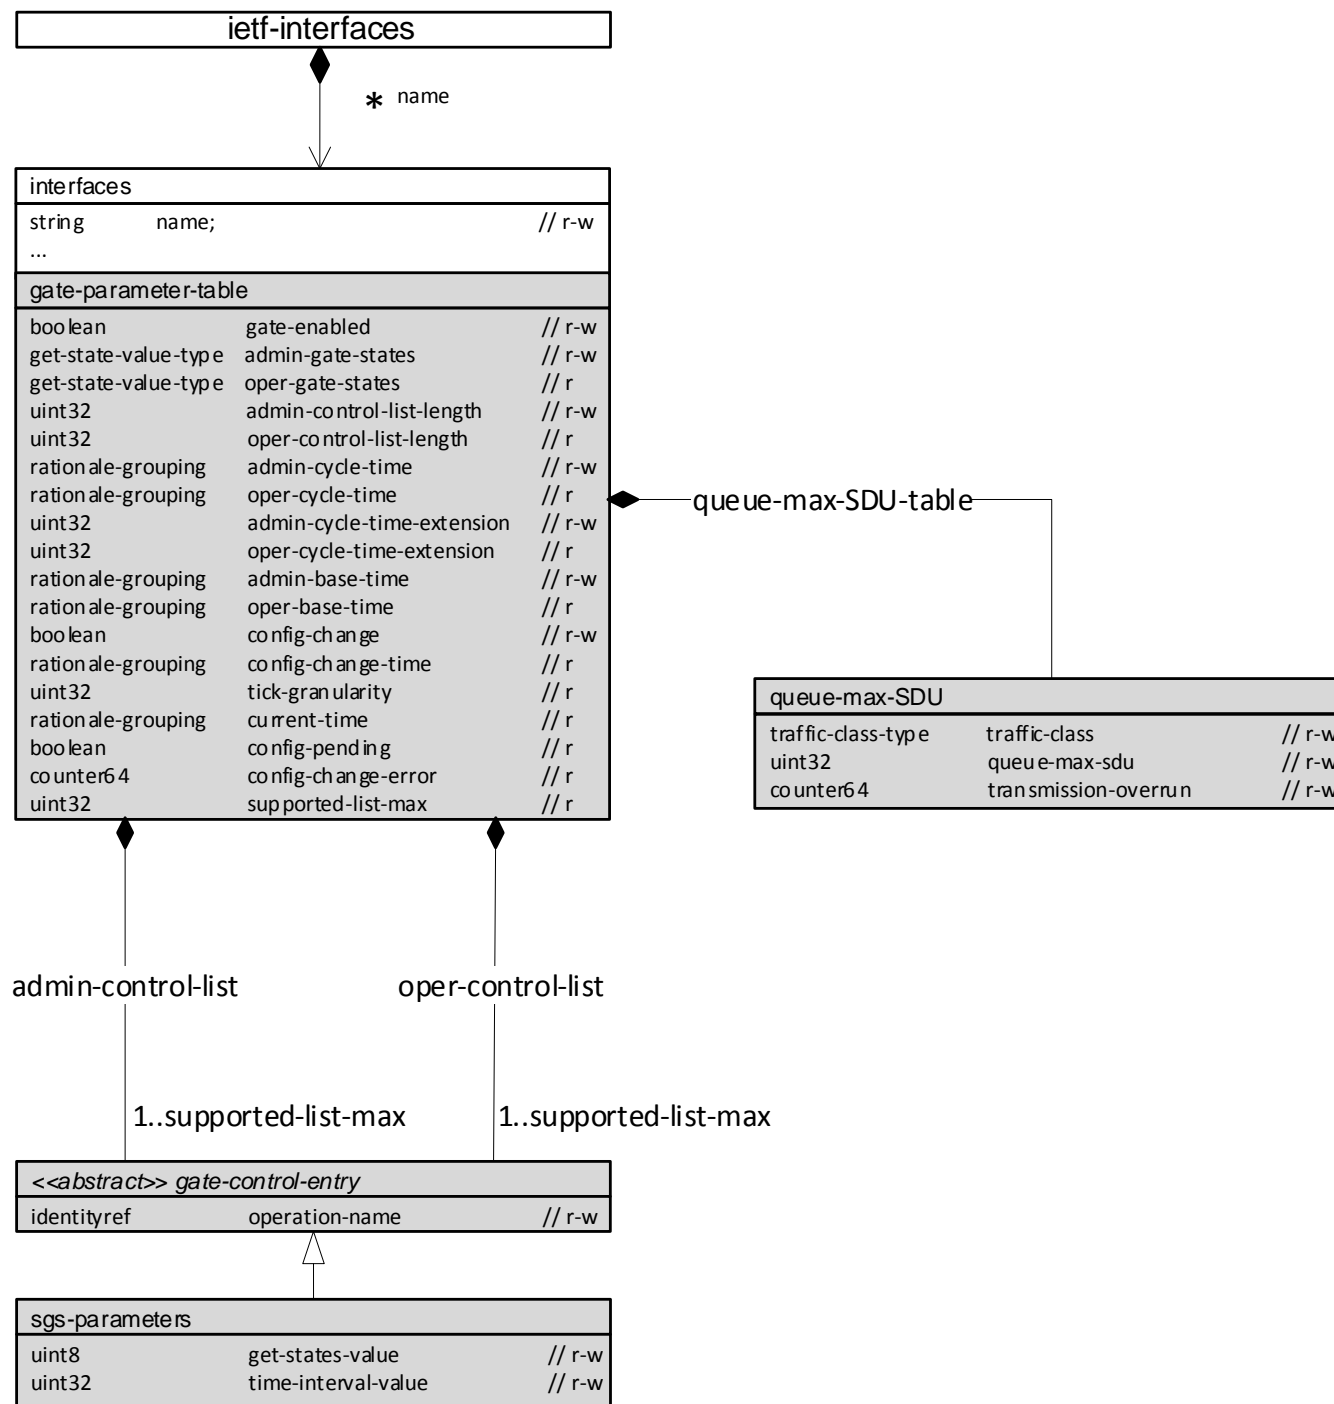 ietf-interfaces
* name
interfaces
string name; // r-w
...
gate-parameter-table
boolean gate-enabled // r-w
get-state-value-type admin-gate-states // r-w
get-state-value-type oper-gate-states // r
uint32 admin-control-list-length // r-w
uint32 oper-control-list-length // r
rationale-grouping admin-cycle-time // r-w
rationale-grouping oper-cycle-time // r
uint32 admin-cycle-time-extension // r-w
uint32 oper-cycle-time-extension // r
rationale-grouping admin-base-time // r-w
rationale-grouping oper-base-time // r
boolean config-change // r-w
rationale-grouping config-change-time // r
uint32 tick-granularity // r
rationale-grouping current-time // r
boolean config-pending // r
counter64 config-change-error // r
uint32 supported-list-max // r
queue-max-SDU-table
queue-max-SDU
traffic-class-type traffic-class // r-w
uint32 queue-max-sdu // r-w
counter64 transmission-overrun // r-w
admin-control-list oper-control-list
1..supported-list-max 1..supported-list-max
<<abstract>> gate-control-entry
identityref operation-name // r-w
sgs-parameters
uint8 get-states-value // r-w
uint32 time-interval-value // r-w